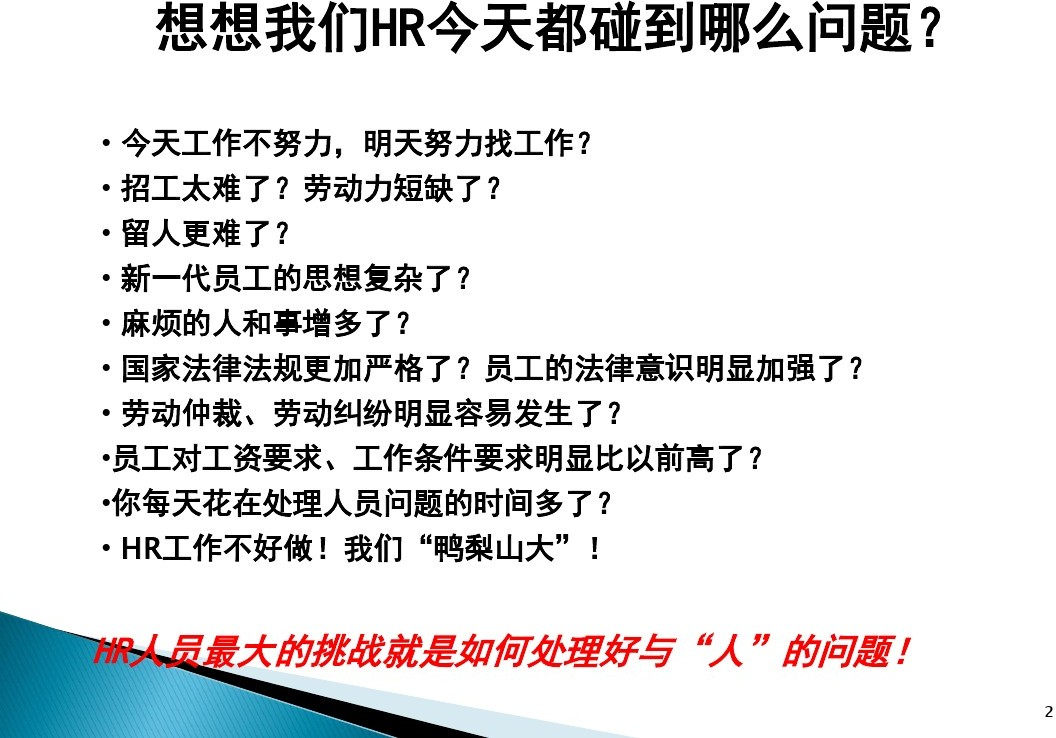 想想我们HR今天都碰到哪么问题？
• 今天工作不努力，明天努力找工作？
• 招工太难了？劳动力短缺了？
• 留人更难了？
• 新一代员工的思想复杂了？
• 麻烦的人和事增多了？
• 国家法律法规更加严格了？员工的法律意识明显加强了？
• 劳动仲裁、劳动纠纷明显容易发生了？
•员工对工资要求、工作条件要求明显比以前高了？
•你每天花在处理人员问题的时间多了？
• HR工作不好做！我们“鸭梨山大”！
HR人员最大的挑战就是如何处理好与“人”的问题！
2